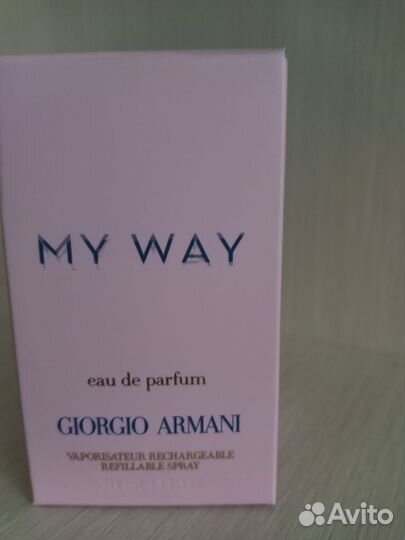 MY WAY
eau de parfum
GIORGIO ARMANI
VAPORISATEUR RECHARGEABLE
REFILLABLE SPRAY
Avito